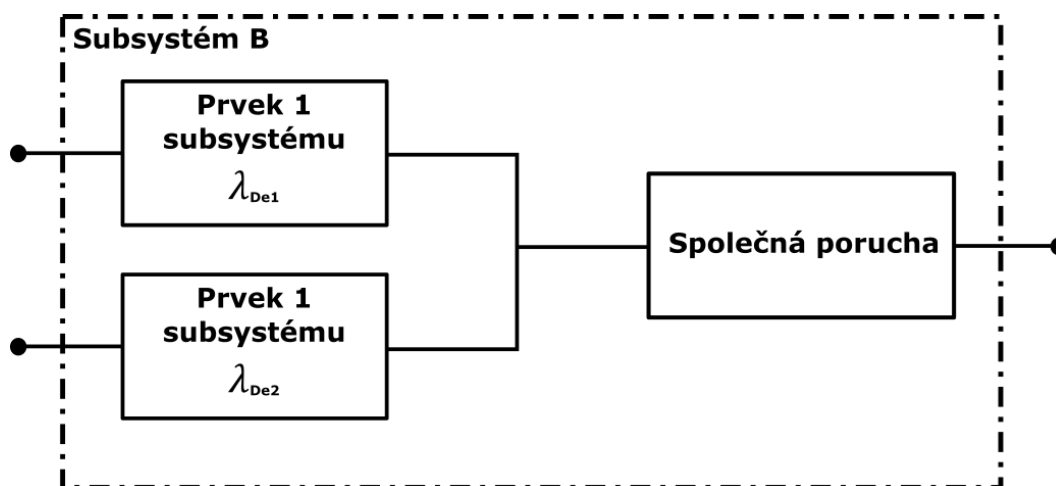 Subsystém B
Prvek 1
subsystému
λDe1
Společná porucha
Prvek 1
subsystému
λDe2